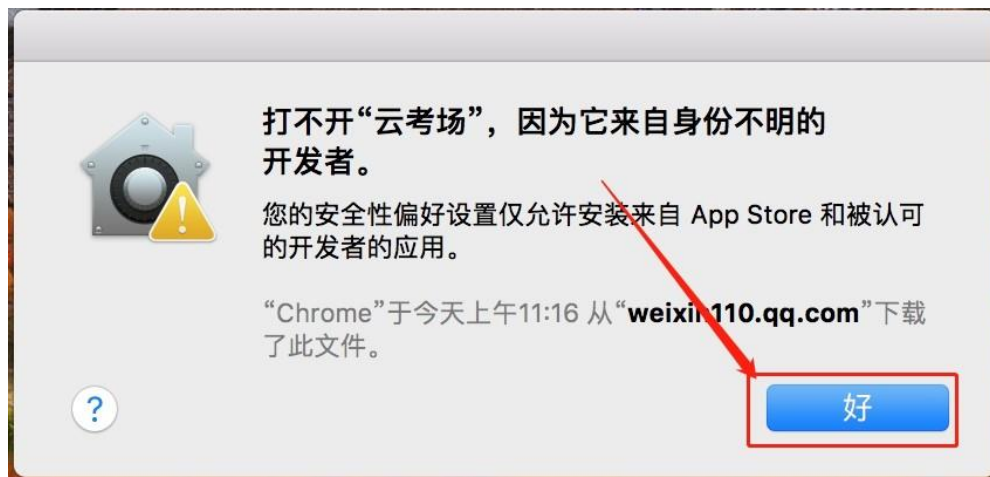 打不开“云考场”，因为它来自身份不明的
开发者。
您的安全性偏好设置仅允许安装来自 App Store 和被认可
的开发者的应用。
“Chrome”于今天上午11:16 从“weixin110.qq.com”下载
了此文件。
?
好